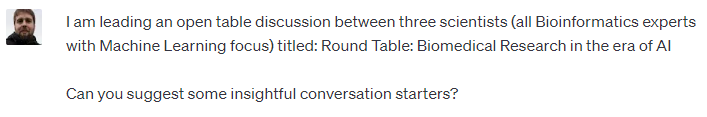 I am leading an open table discussion between three scientists (all Bioinformatics experts
with Machine Learning focus) titled: Round Table: Biomedical Research in the era of AI
Can you suggest some insightful conversation starters?